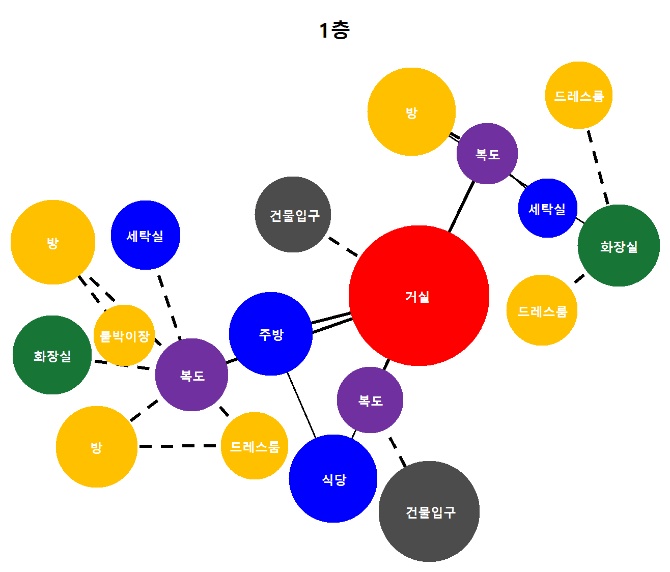 1층
방
드레스룸
복도
세탁실
건물입구
화장실
방
세탁실
거실
드레스룸
붙박이장
주방
화장실
복도
복도
방
드레스룸
식당
건물입구